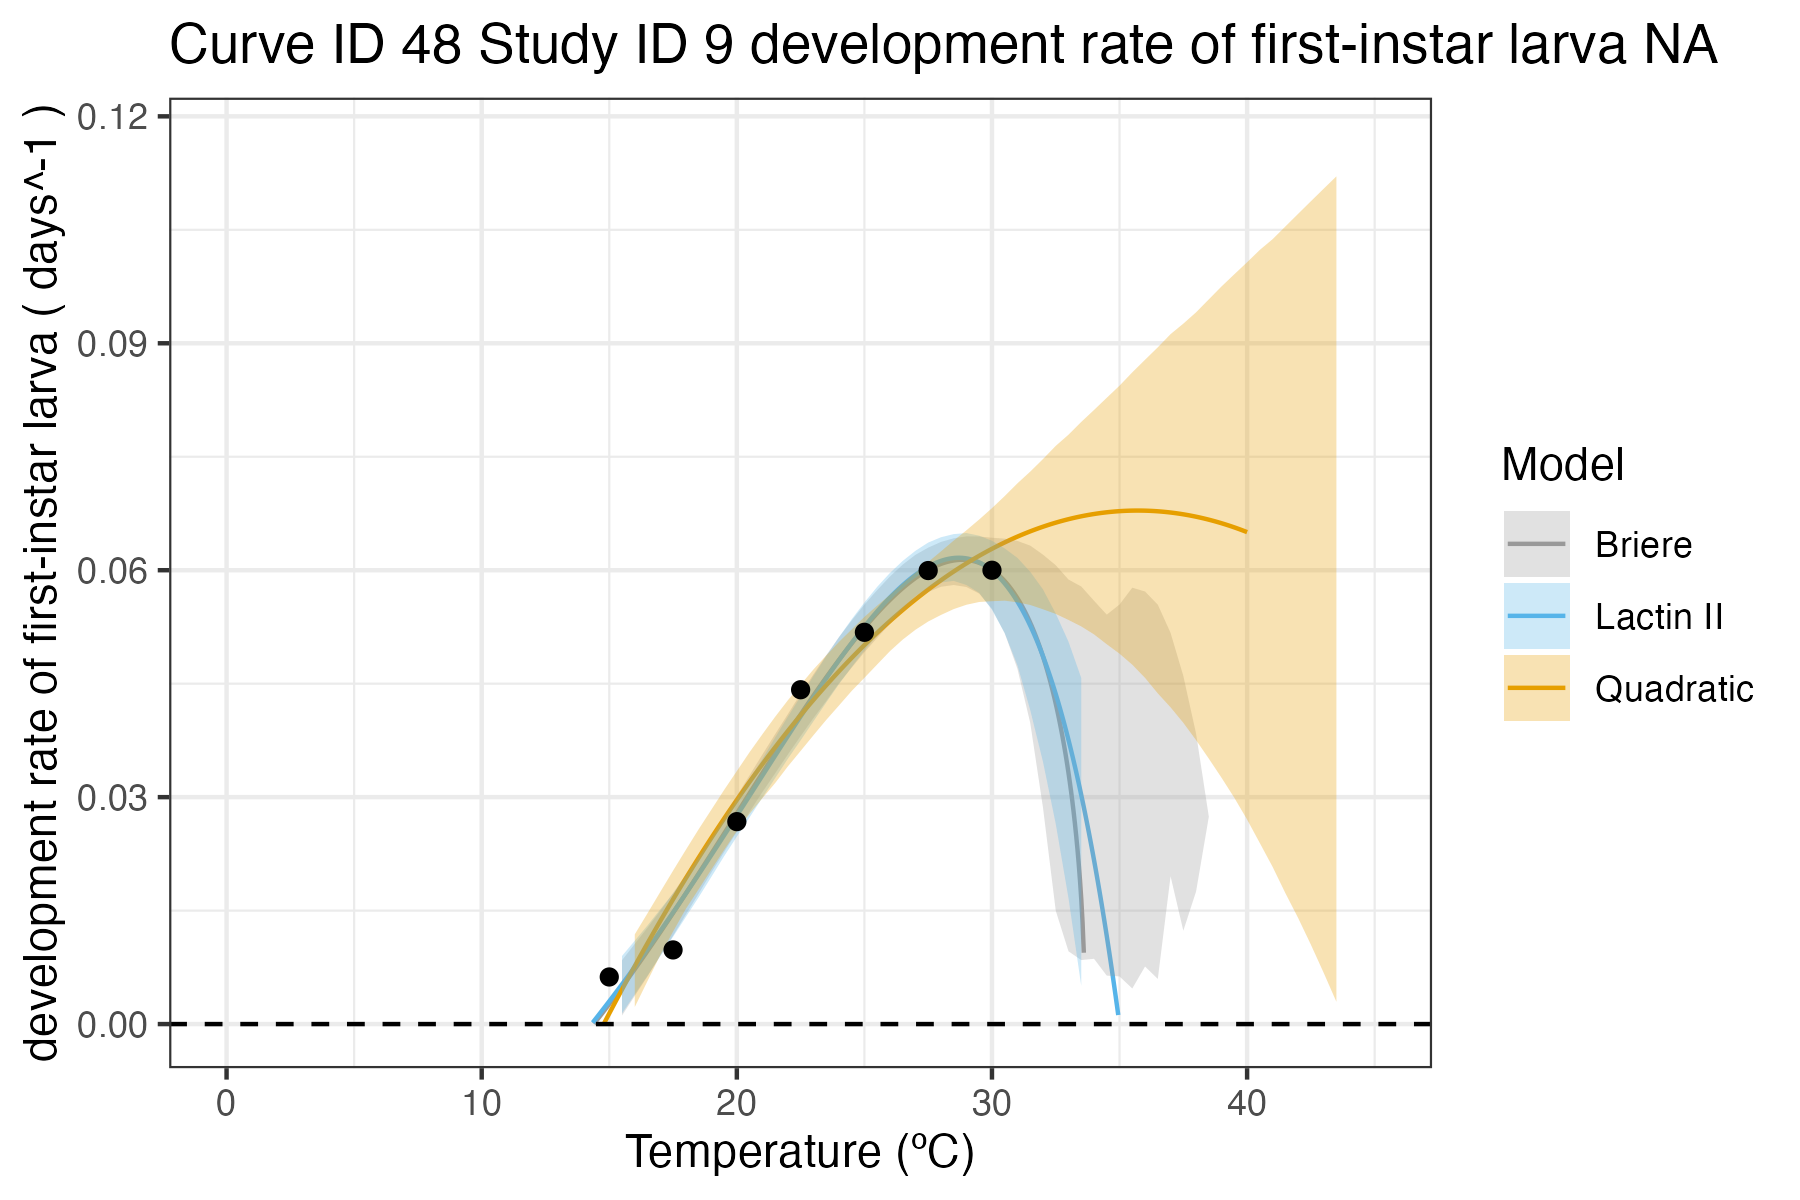 Curve ID 48 Study ID 9 development rate of first-instar larva NA
development rate of first-instar larva ( days^-1 )
0.12
0.09
0.06
0.03
0.00
0
10
20
30
40
Temperature (ºC)
Model
Briere
Lactin II
Quadratic